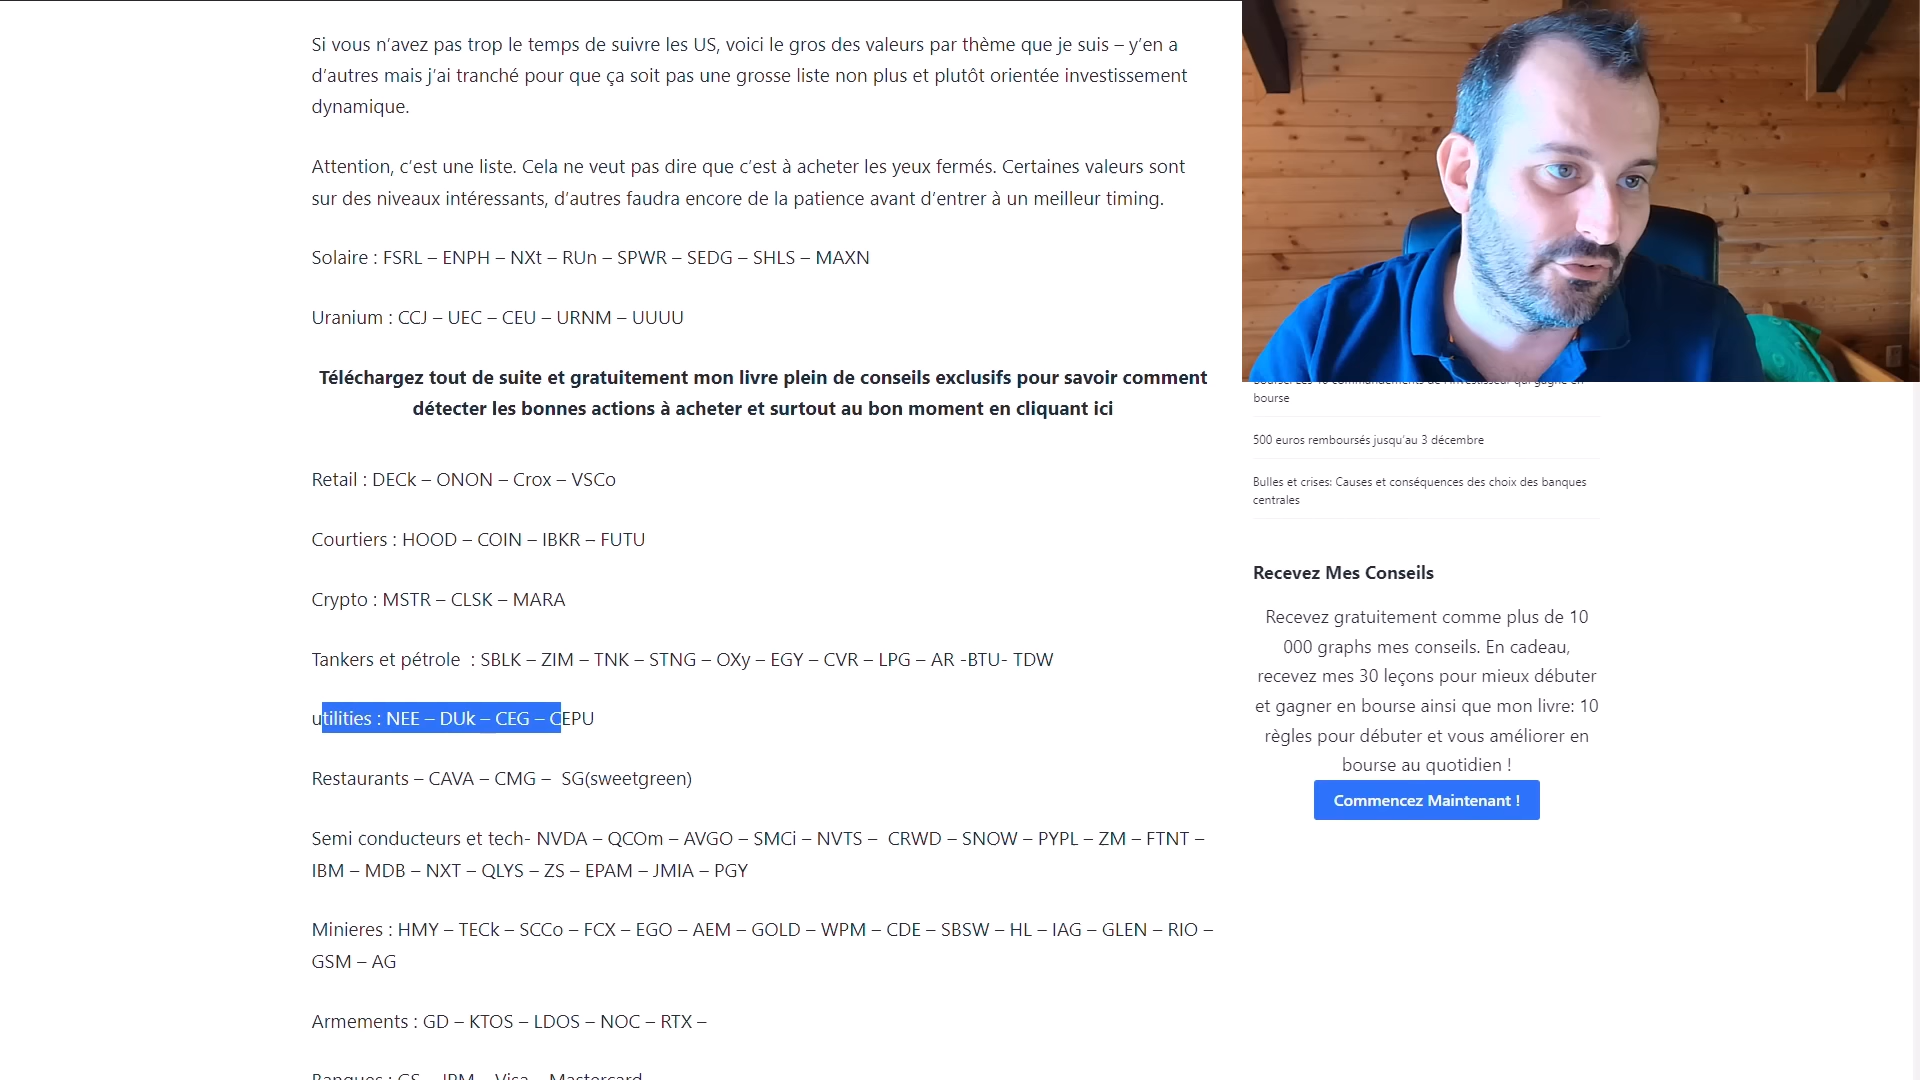 Si vous n’avez pas trop le temps de suivre les US, voici le gros des valeurs par thème que je suis – y’en a
d’autres mais j’ai tranché pour que ça soit pas une grosse liste non plus et plutôt orientée investissement
dynamique.
Attention, c’est une liste. Cela ne veut pas dire que c’est à acheter les yeux fermés. Certaines valeurs sont
sur des niveaux intéressants, d’autres faudra encore de la patience avant d’entrer à un meilleur timing.
Solaire : FSRL – ENPH – NXt – RUn – SPWR – SEDG – SHLS – MAXN
Uranium : CCJ – UEC – CEU – URNM – UUUU
Téléchargez tout de suite et gratuitement mon livre plein de conseils exclusifs pour savoir comment
détecter les bonnes actions à acheter et surtout au bon moment en cliquant ici
Retail : DECk – ONON – Crox – VSCo
Courtiers : HOOD – COIN – IBKR – FUTU
Crypto : MSTR – CLSK – MARA
Tankers et pétrole  : SBLK – ZIM – TNK – STNG – OXy – EGY – CVR – LPG – AR -BTU- TDW
utilities : NEE – DUk – CEG – CEPU
Restaurants – CAVA – CMG –  SG(sweetgreen)
Semi conducteurs et tech- NVDA – QCOm – AVGO – SMCi – NVTS –  CRWD – SNOW – PYPL – ZM – FTNT –
IBM – MDB – NXT – QLYS – ZS – EPAM – JMIA – PGY
Minieres : HMY – TECk – SCCo – FCX – EGO – AEM – GOLD – WPM – CDE – SBSW – HL – IAG – GLEN – RIO –
GSM – AG
Armements : GD – KTOS – LDOS – NOC – RTX –
Banques : GS – JPM – Visa – Mastercard
bourse
500 euros remboursés jusqu’au 3 décembre
Bulles et crises: Causes et conséquences des choix des banques
centrales
Recevez Mes Conseils
Recevez gratuitement comme plus de 10
000 graphs mes conseils. En cadeau,
recevez mes 30 leçons pour mieux débuter
et gagner en bourse ainsi que mon livre: 10
règles pour débuter et vous améliorer en
bourse au quotidien !
Commencez Maintenant !